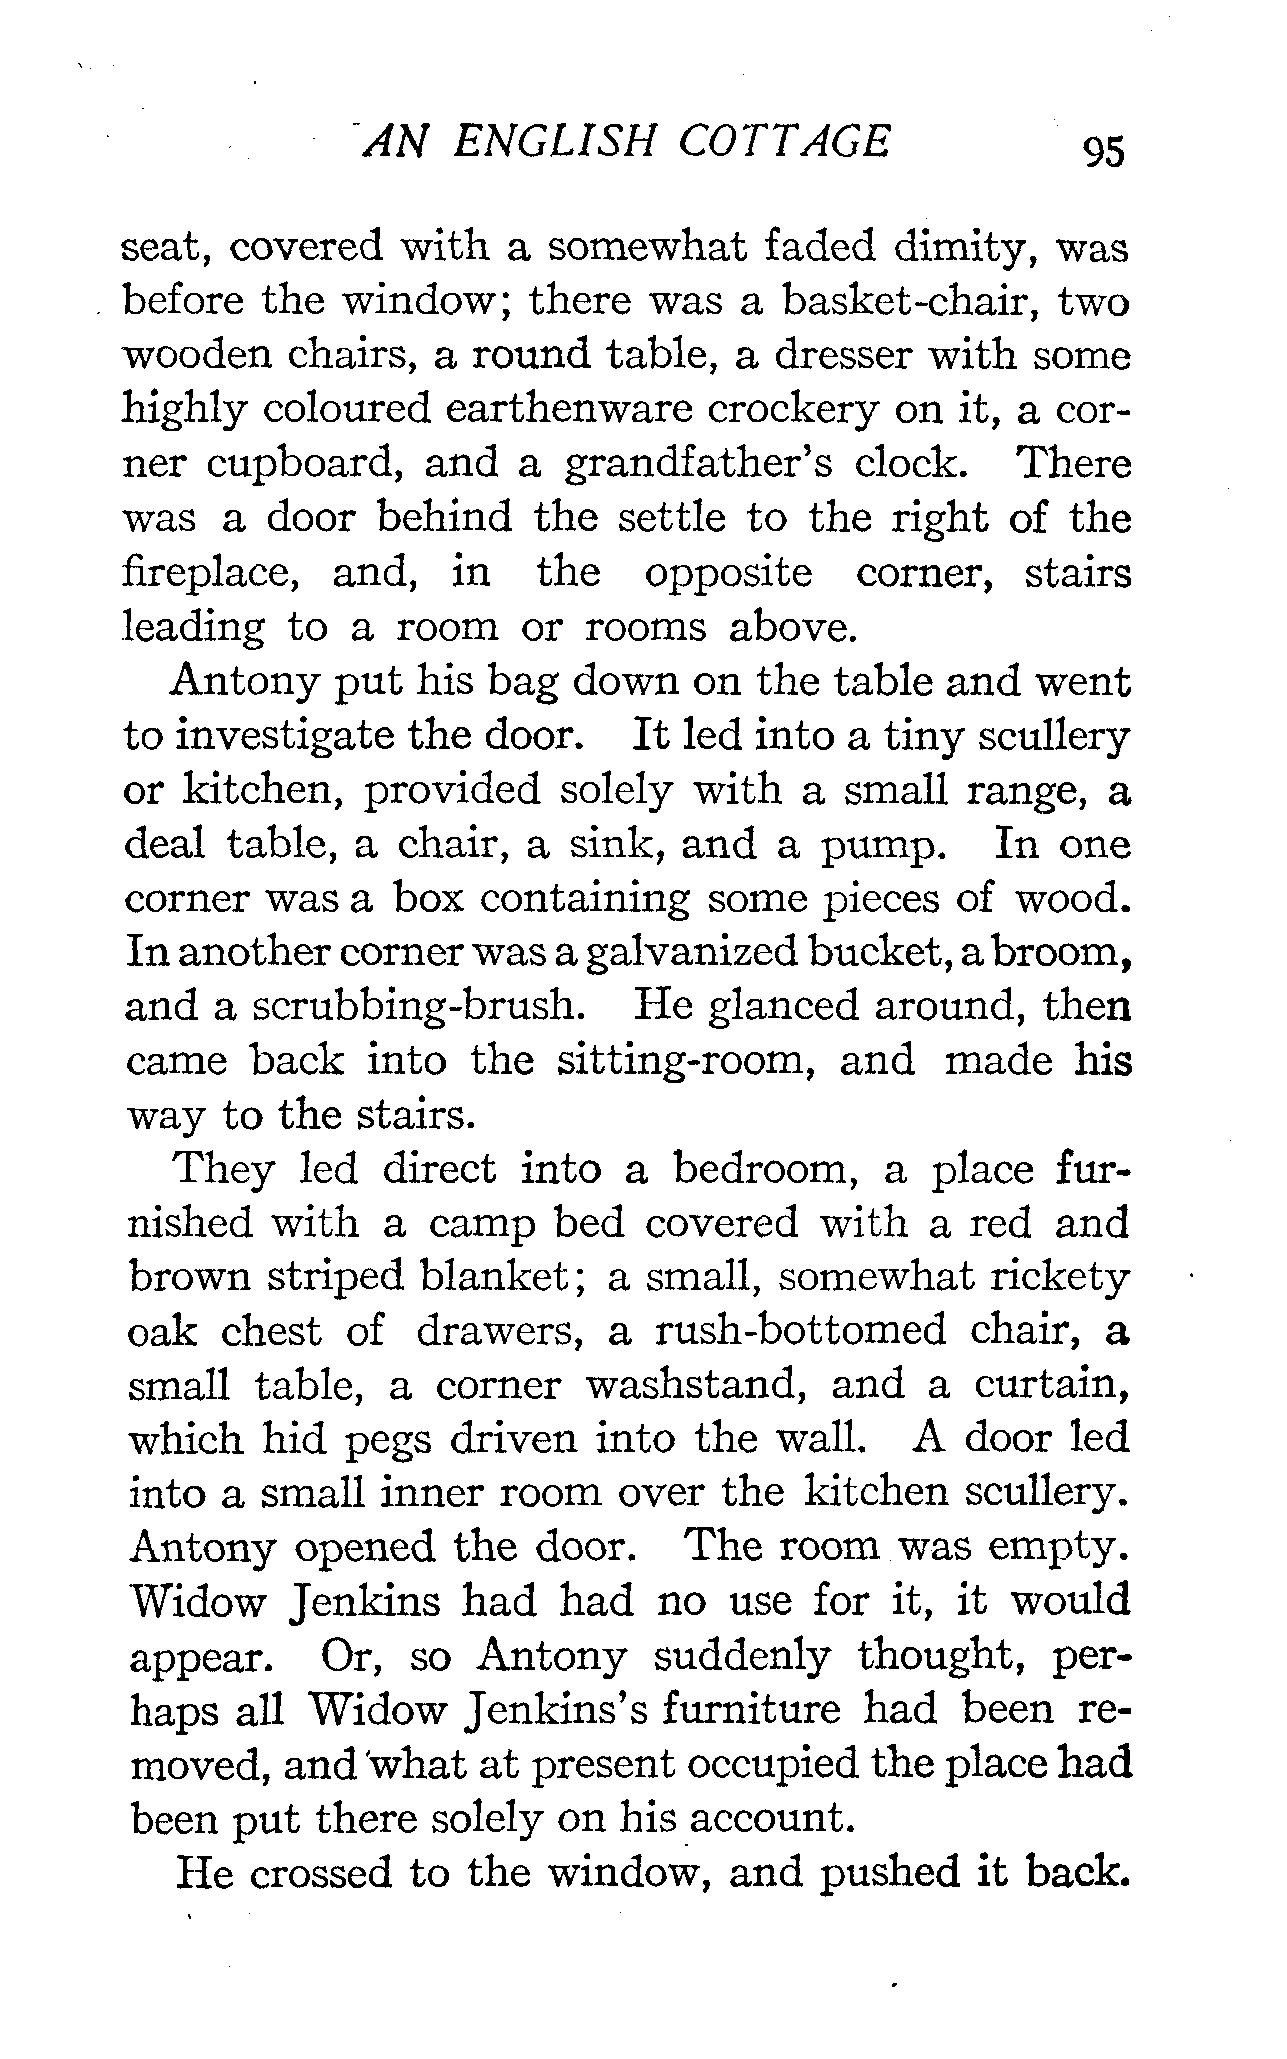 AN ENGLISH COTTAGE 95
seat, covered with a somewhat faded dimity, was
before the window; there was a basket-chair, two
wooden chairs, a round table, a dresser with some
highly coloured earthenware crockery on it, a cor-
ner cupboard, and a grandfather's clock. There
was a door behind the settle to the right of the
fireplace, and, in the opposite corner, stairs
leading to a room or rooms above.
Antony put his bag down on the table and went
to investigate the door. It led into a tiny scullery
or kitchen, provided solely with a small range, a
deal table, a chair, a sink, and a pump. In one
corner was a box containing some pieces of wood.
In another corner was a galvanized bucket, a broom,
and a scrubbing-brush. He glanced around, then
came back into the sitting-room, and made his
way to the stairs.
They led direct into a bedroom, a place fur-
nished with a camp bed covered with a red and
brown striped blanket; a small, somewhat rickety
oak chest of drawers, a rush-bottomed chair, a
small table, a corner washstand, and a curtain,
which hid pegs driven into the wall. A door led
into a small inner room over the kitchen scullery.
Antony opened the door. The room was empty.
Widow Jenkins had had no use for it, it would
appear. Or, so Antony suddenly thought, per-
haps all Widow Jenkins's furniture had been re-
moved, and what at present occupied the place had
been put there solely on his account.
He crossed to the window, and pushed it back.